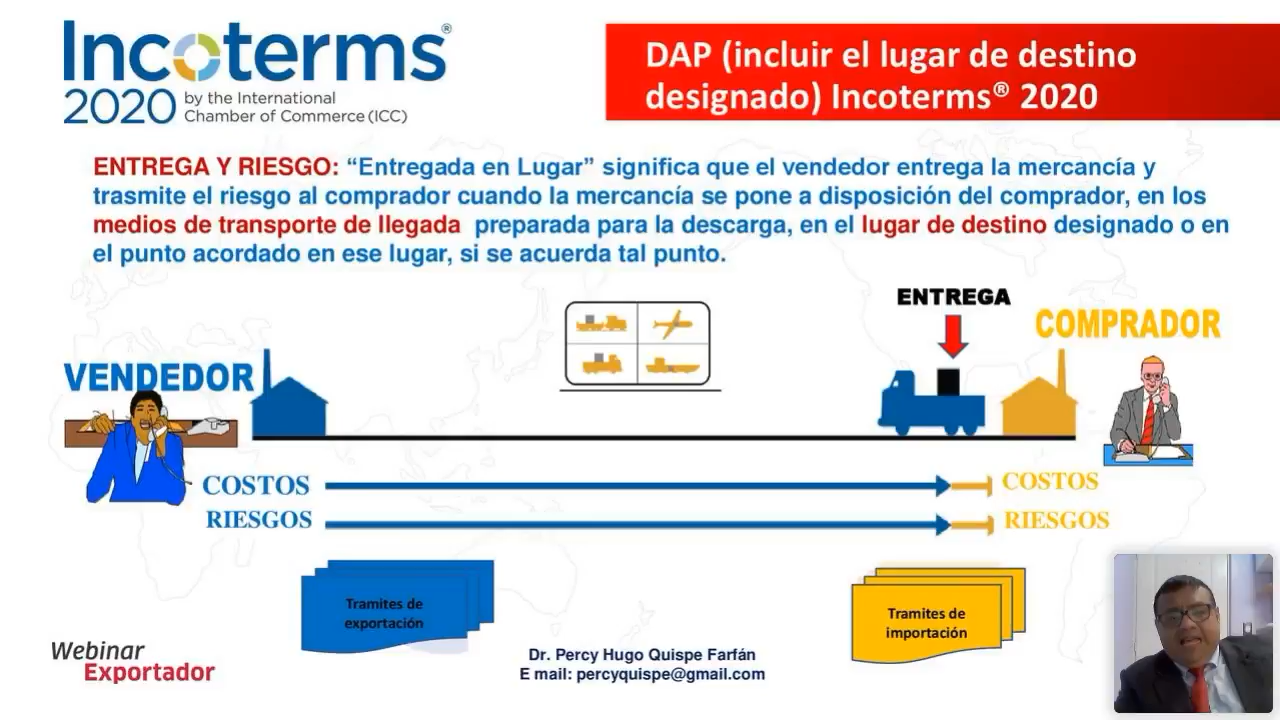 Incoterms®
2020 by the International
Chamber of Commerce (ICC)
DAP (incluir el lugar de destino
designado) Incoterms® 2020
ENTREGA Y RIESGO: “Entregada en Lugar” significa que el vendedor entrega la mercancía y
trasmite el riesgo al comprador cuando la mercancía se pone a disposición del comprador, en los
medios de transporte de llegada preparada para la descarga, en el lugar de destino designado o en
el punto acordado en ese lugar, si se acuerda tal punto.
ENTREGA
COMPRADOR
VENDEDOR
COSTOS
COSTOS
RIESGOS
RIESGOS
Tramites de
exportación
Tramites de
importación
Webinar
Exportador
Dr. Percy Hugo Quispe Farfán
E mail: percyquispe@gmail.com